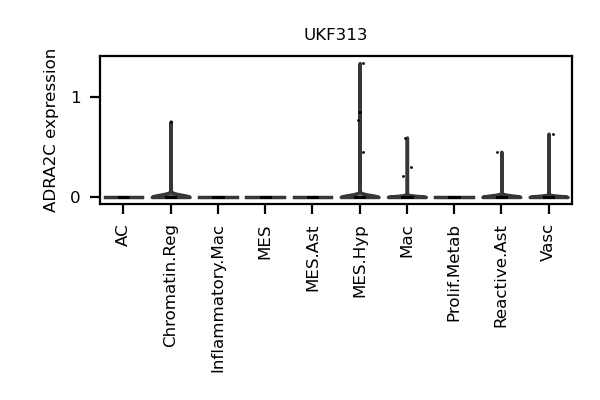 UKF313
ADRA2C expression
1
0
AC
Chromatin.Reg
Inflammatory.Mac
MES
MES.Ast
MES.Hyp
Mac
Prolif.Metab
Reactive.Ast
Vasc